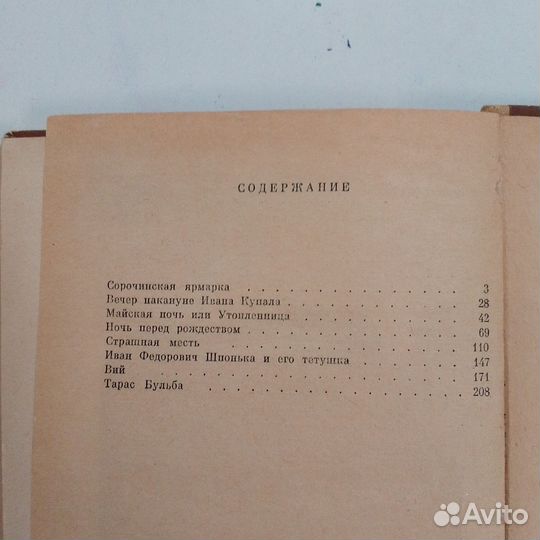 СОДЕРЖАНИЕ
Сорочинская ярмарка . . . . . . . . . . . . 3
Вечер накануне Ивана Купала . . . . . . . . . 28
Майская ночь или Утопленница . . . . . . . . 42
Ночь перед рождеством . . . . . . . . . . . 69
Страшная месть . . . . . . . . . . . . . 110
Иван Федорович Шпонька и его тетушка . . . . . . 147
Вий . . . . . . . . . . . . . . . 171
Тарас Бульба . . . . . . . . . . . . . 208
Avito